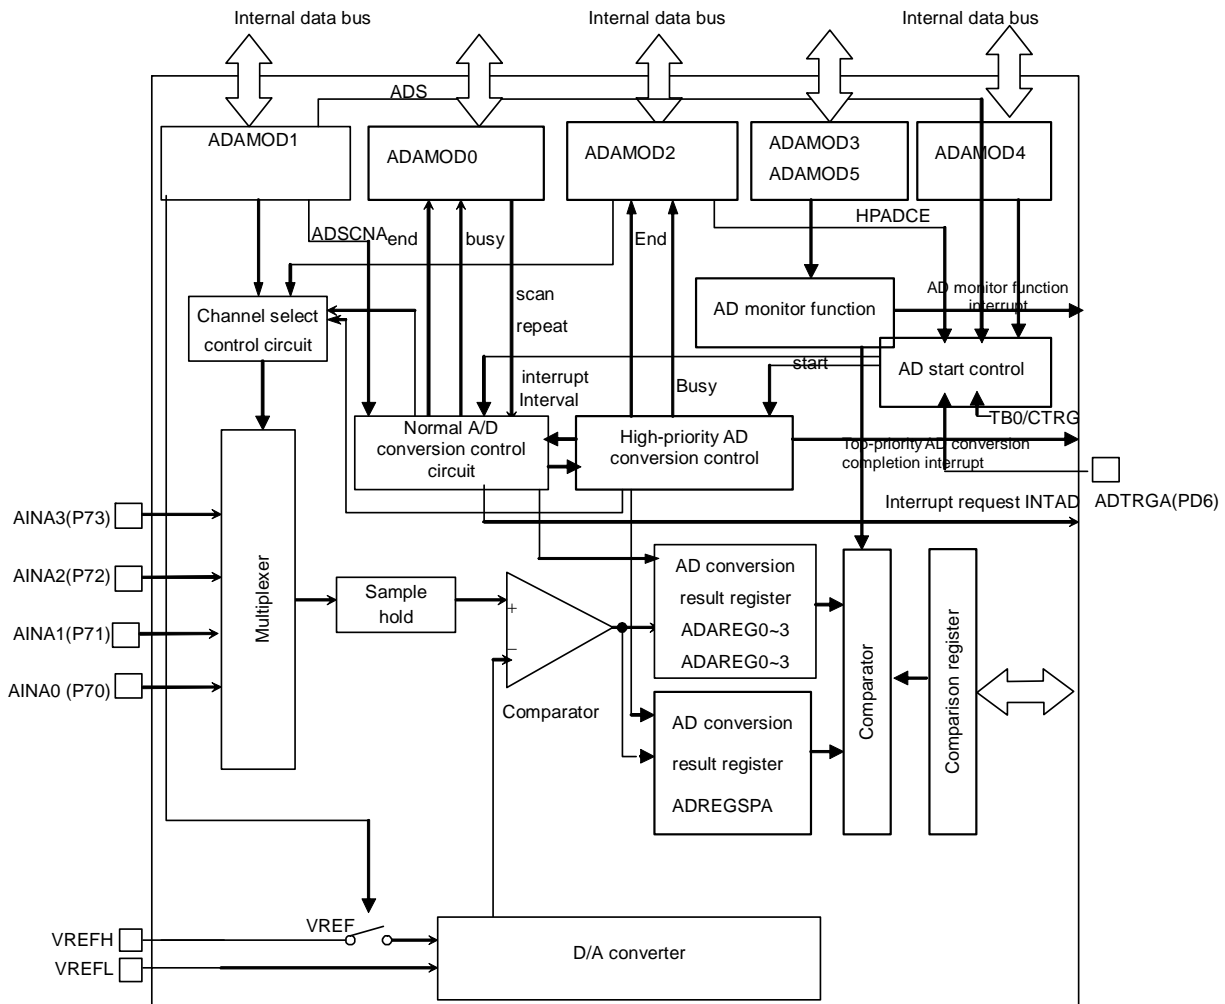 Internal data bus
Internal data bus
Internal data bus
ADS
ADAMOD1
ADAMOD0
ADAMOD2
ADAMOD3
ADAMOD5
ADAMOD4
ADSCNA
end
busy
End
HPADCE
scan
repeat
Channel select
control circuit
AD monitor function
AD monitor function
interrupt
AD start control
start
interrupt
Interval
Busy
TB0/CTRG
Normal A/D
conversion control
circuit
High-priority AD
conversion control
Top-priority AD conversion
completion interrupt
ADTRGA(PD6)
Interrupt request INTAD
AINA3(P73)
AINA2(P72)
AINA1(P71)
AINA0 (P70)
Multiplexer
Sample
hold
+
−
Comparator
AD conversion
result register
ADAREG0~3
ADAREG0~3
AD conversion
result register
ADREGSPA
Comparator
Comparison register
VREF
VREFH
VREFL
D/A converter